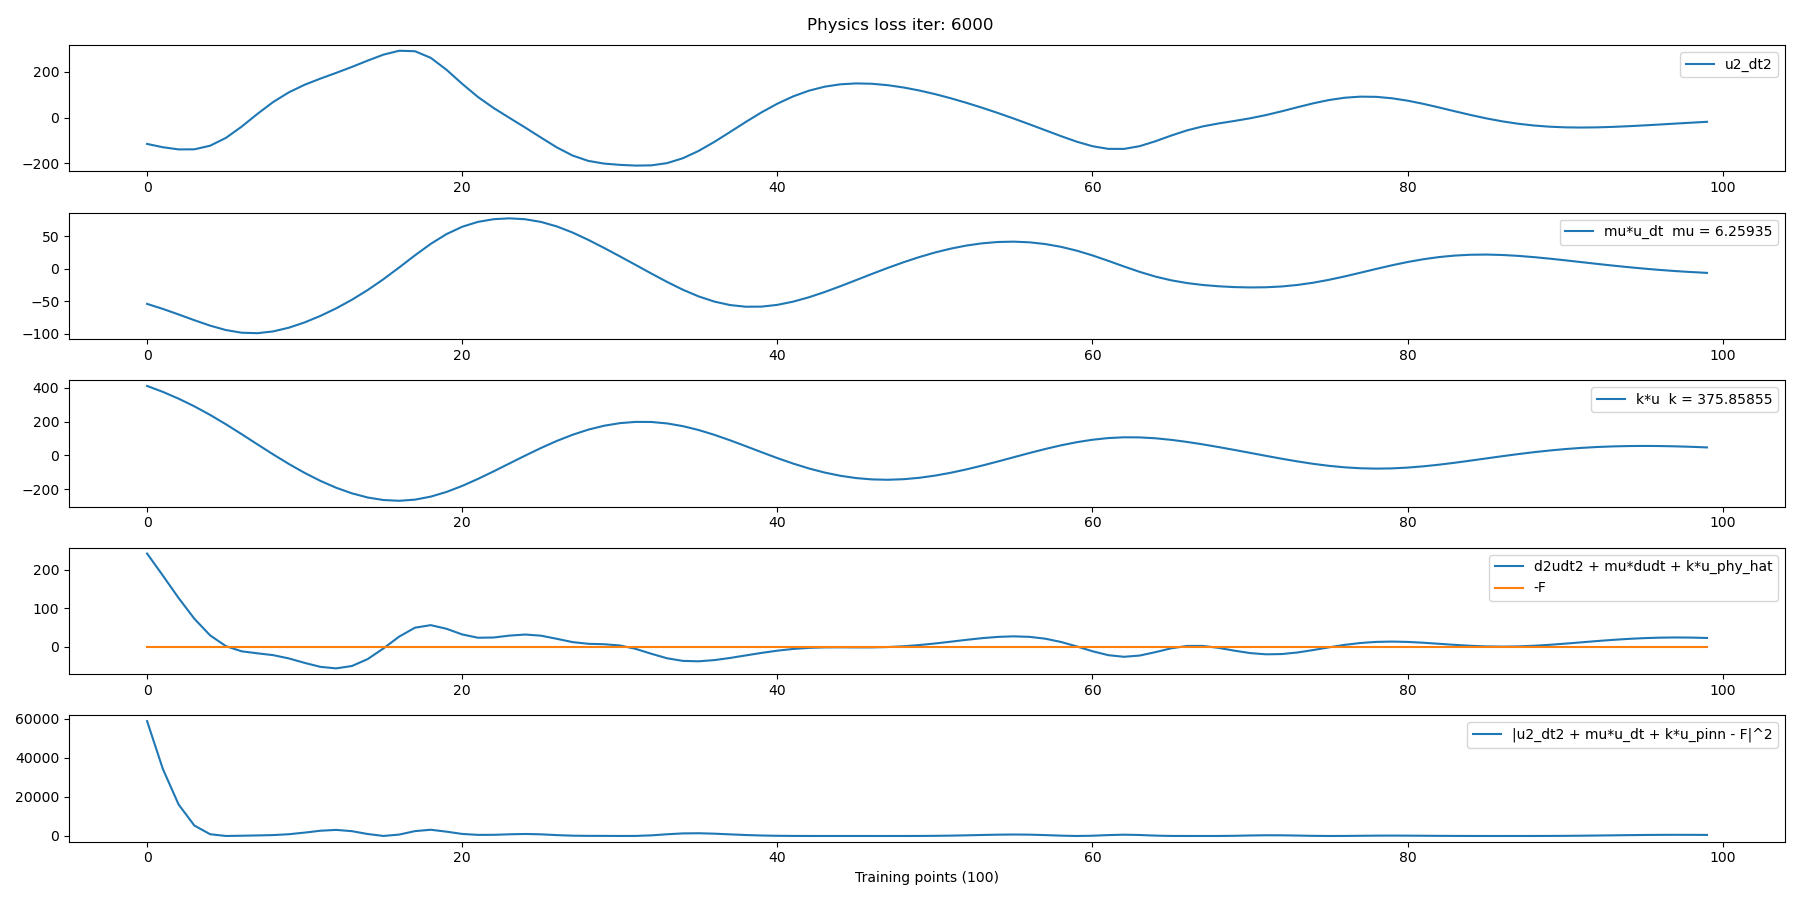 Physics loss iter: 6000
200
0
−200
u2_dt2
0 20 40 60 80 100
50
0
−50
−100
mu*u_dt  mu = 6.25935
0 20 40 60 80 100
400
200
0
−200
k*u  k = 375.85855
0 20 40 60 80 100
200
100
0
d2udt2 + mu*dudt + k*u_phy_hat
-F
0 20 40 60 80 100
60000
40000
20000
0
|u2_dt2 + mu*u_dt + k*u_pinn - F|^2
0 20 40 60 80 100
Training points (100)